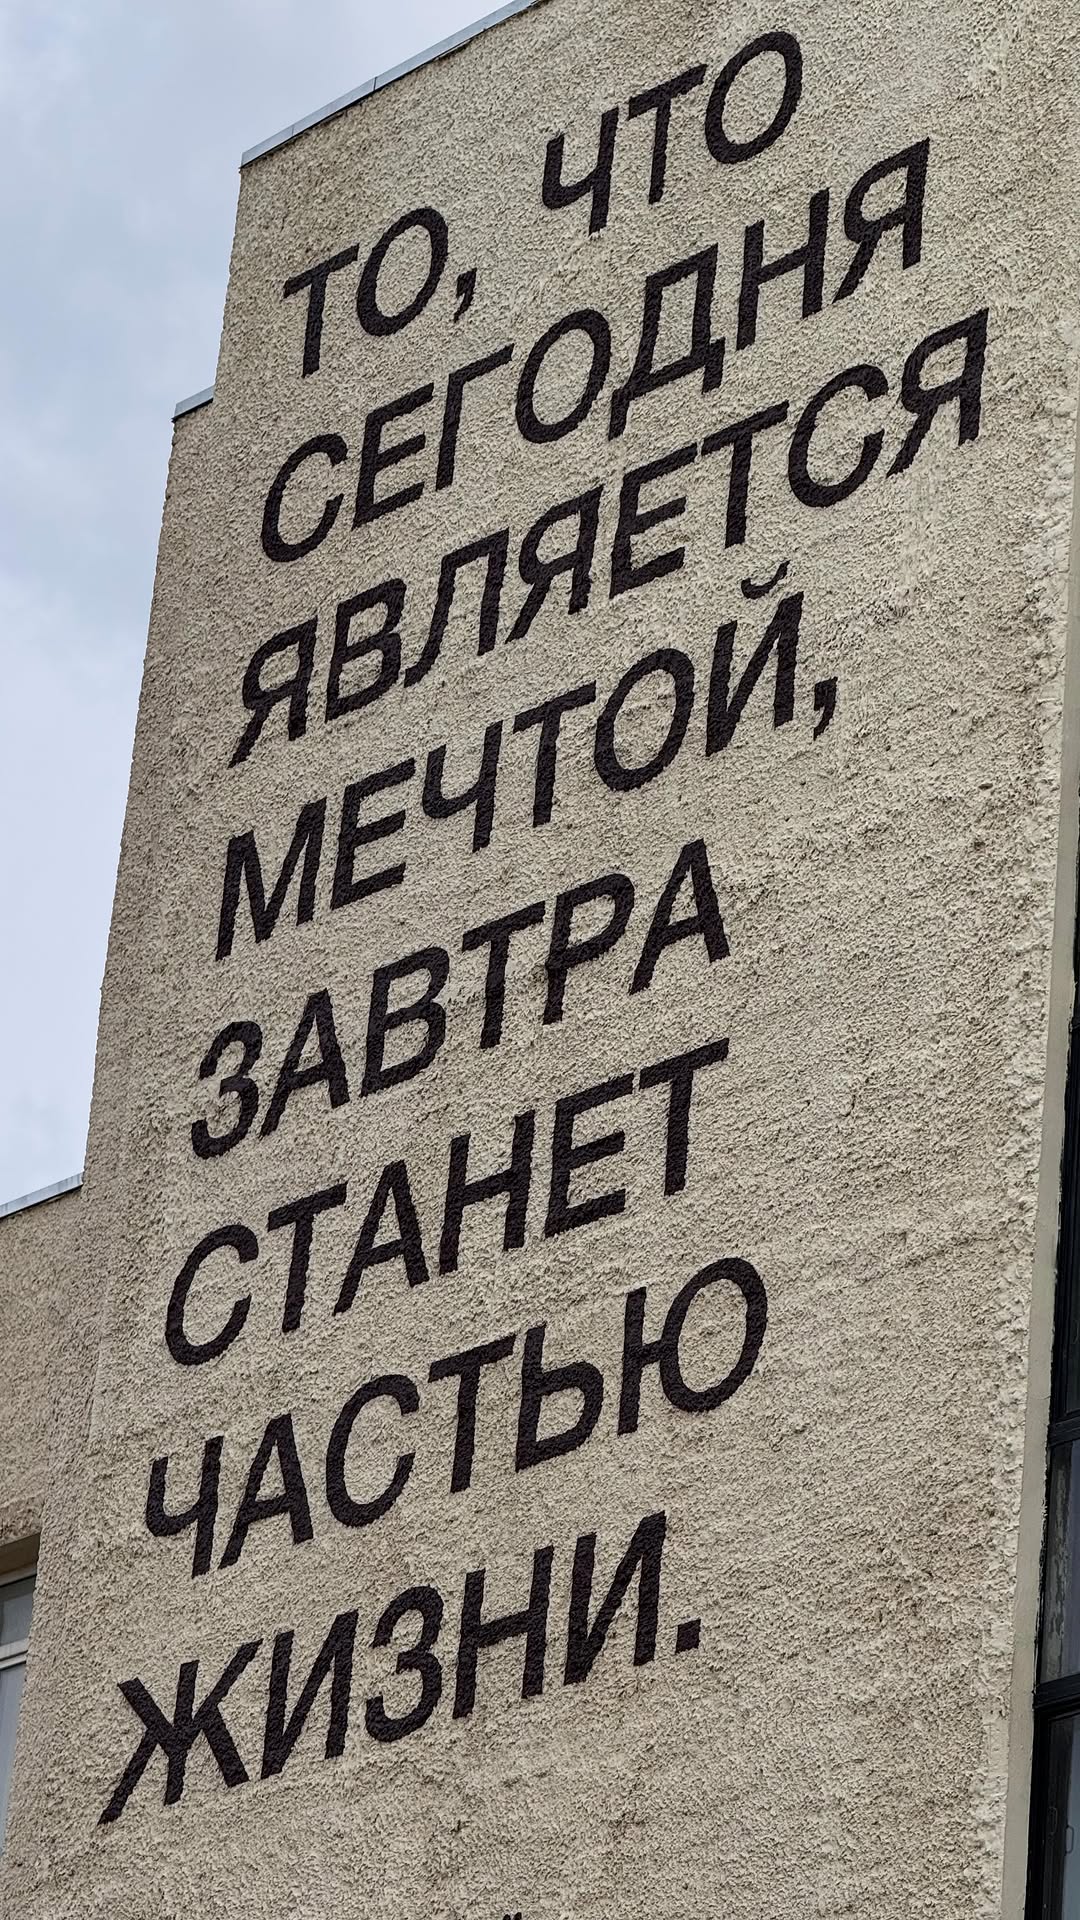 ТО, ЧТО
СЕГОДНЯ
ЯВЛЯЕТСЯ
МЕЧТОЙ,
ЗАВТРА
СТАНЕТ
ЧАСТЬЮ
ЖИЗНИ.